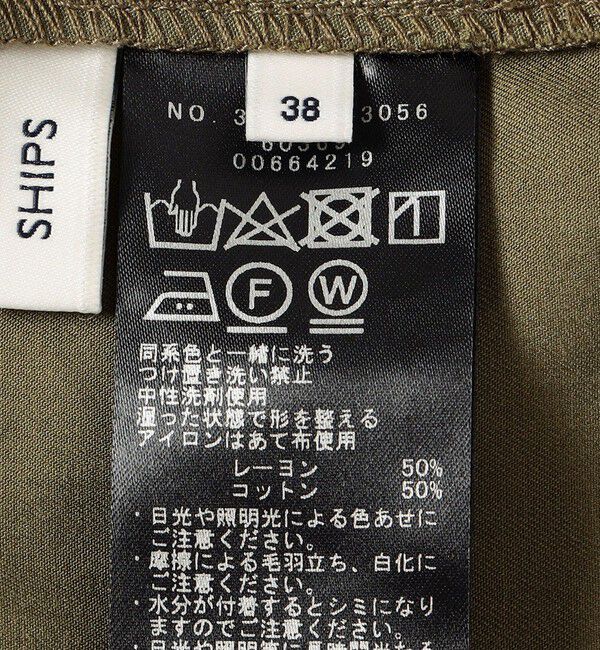 SHIPS
38
NO. 3 3056
60309
00664219
F
W
同系色と一緒に洗う
つけ置き洗い禁止
中性洗剤使用
湿った状態で形を整える
アイロンはあて布使用
レーヨン 50%
コットン 50%
・日光や照明光による色あせに
ご注意ください。
・摩擦による毛羽立ち、白化に
ご注意ください。
・水分が付着するとシミになり
ますのでご注意ください。